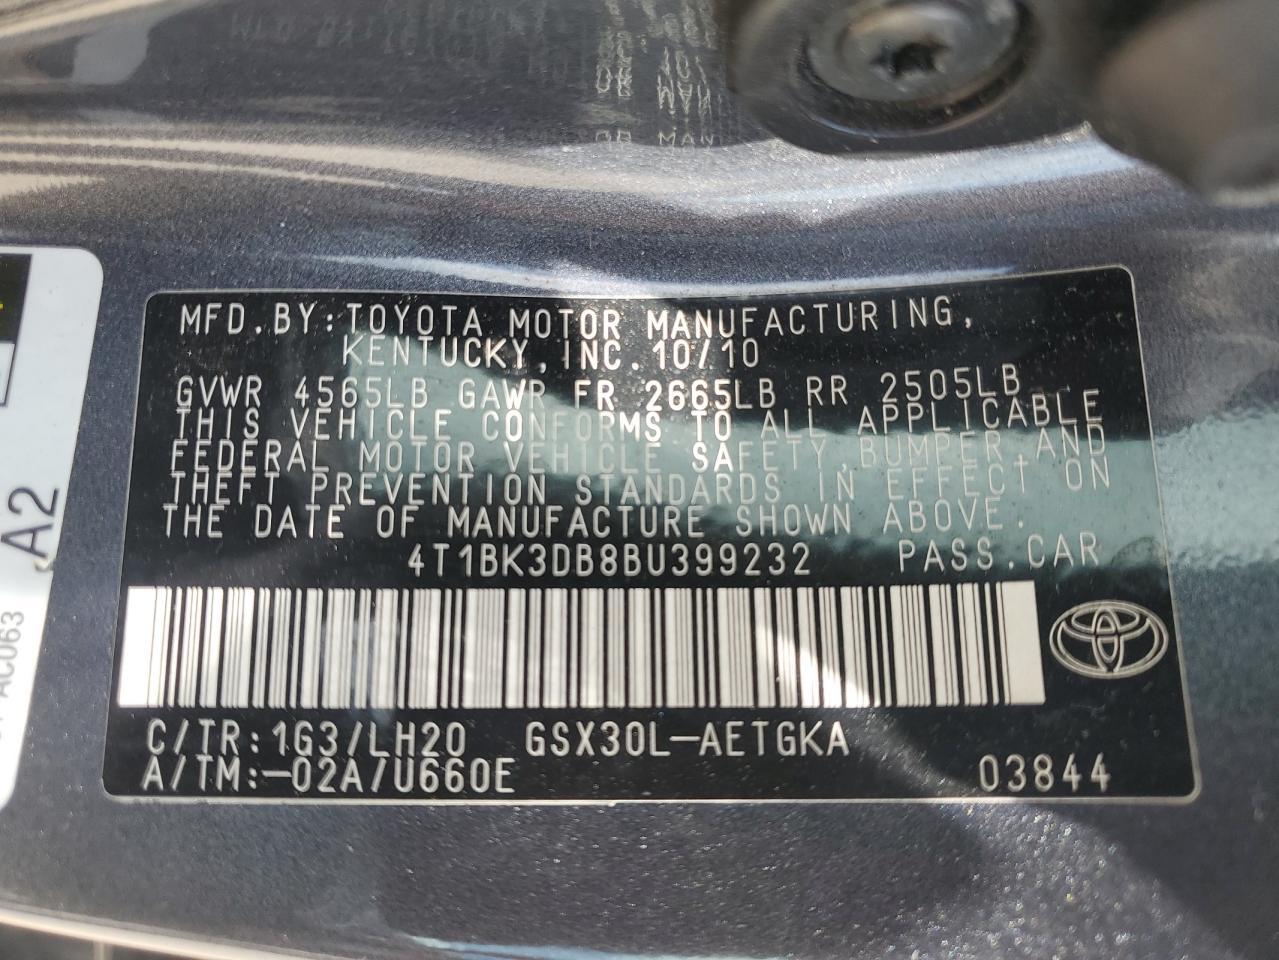 MFD.BY:TOYOTA MOTOR MANUFACTURING,
KENTUCKY,INC.10/10
GVWR 4565LB GAWR FR 2665LB RR 2505LB
THIS VEHICLE CONFORMS TO ALL APPLICABLE
FEDERAL MOTOR VEHICLE SAFETY,BUMPER,AND
THEFT PREVENTION STANDARDS IN EFFECT ON
THE DATE OF MANUFACTURE SHOWN ABOVE.
4T1BK3DB8BU399232 PASS.CAR
C/TR:1G3/LH20 GSX30L-AETGKA
A/TM:-02A/U660E 03844
A2
AC063